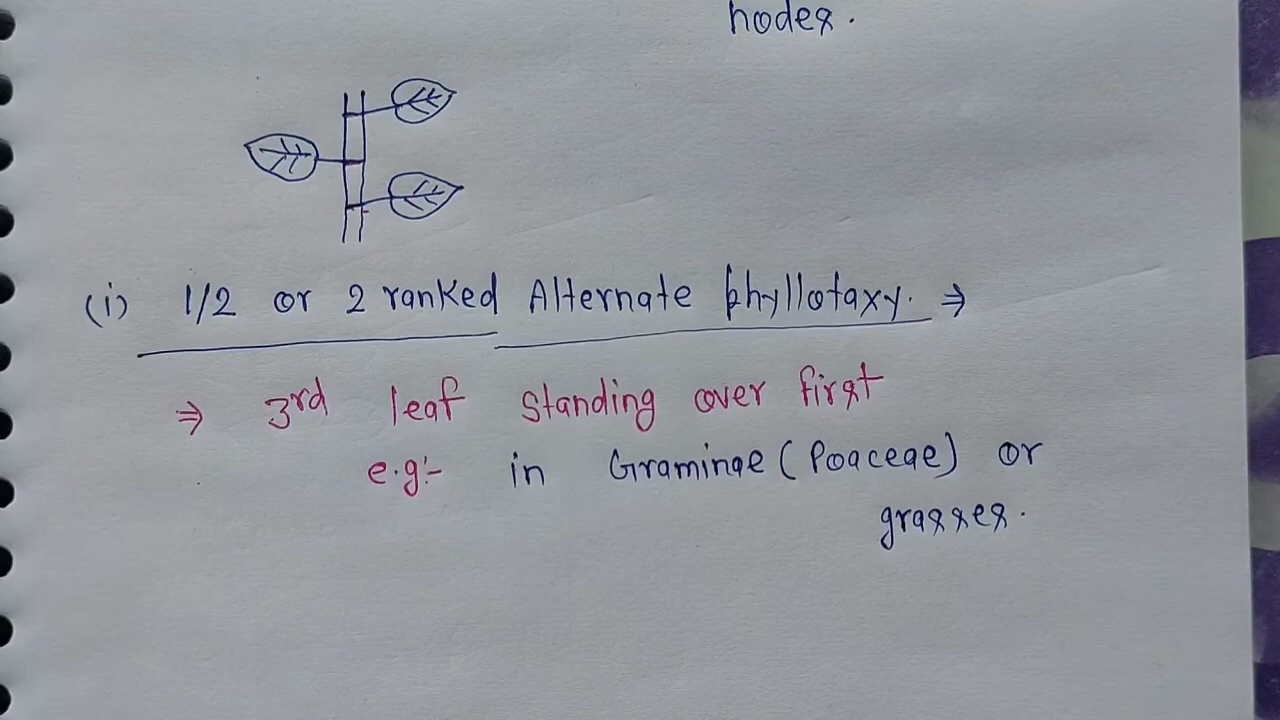 nodes.
(i) 1/2 or 2 ranked Alternate phyllotaxy. ⇒
⇒ 3rd leaf standing over first
e.g:- in Graminae (Poaceae) or
grasses.